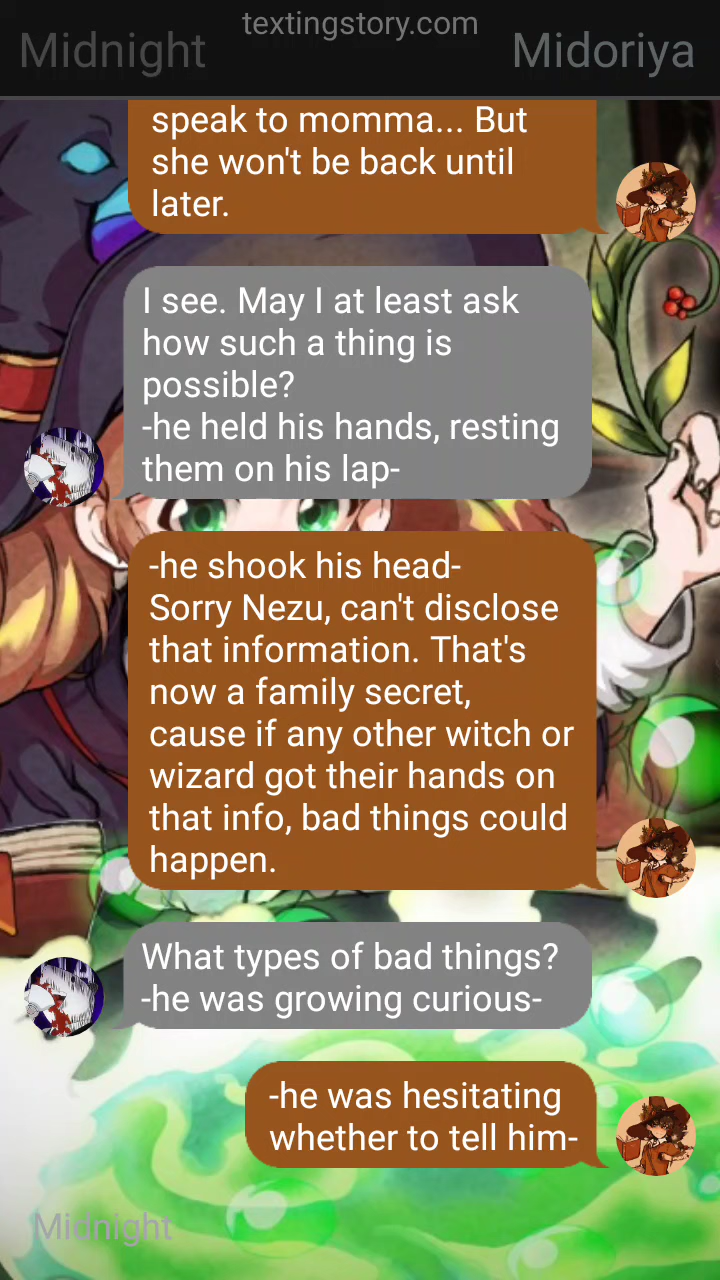 textingstory.com
Midnight
Midoriya
speak to momma... But
she won't be back until
later.
I see. May I at least ask
how such a thing is
possible?
-he held his hands, resting
them on his lap-
-he shook his head-
Sorry Nezu, can't disclose
that information. That's
now a family secret,
cause if any other witch or
wizard got their hands on
that info, bad things could
happen.
What types of bad things?
-he was growing curious-
-he was hesitating
whether to tell him-
Midnight